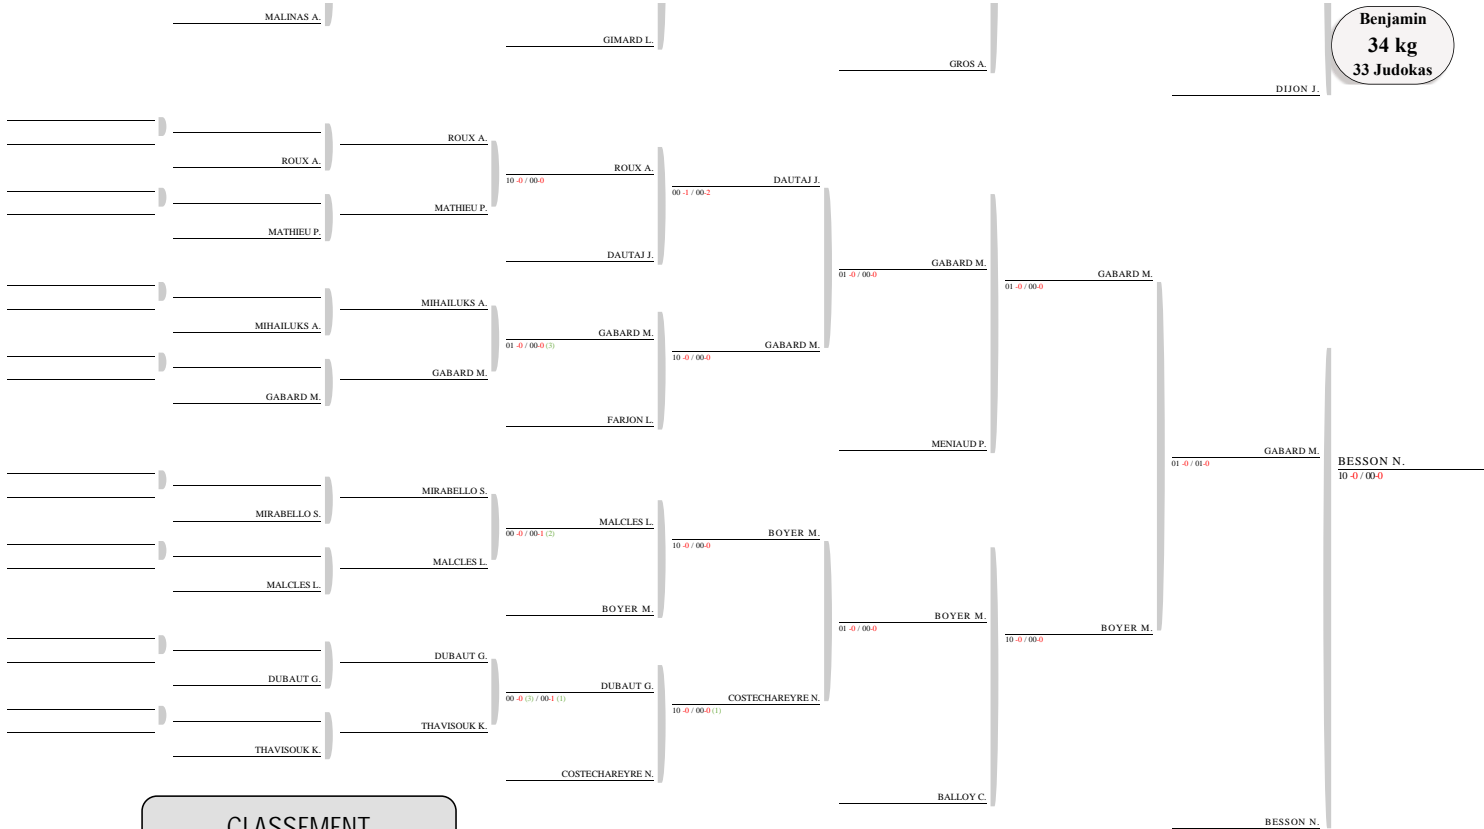 MALINAS A.
GIMARD L.
GROS A.
DIJON J.
Benjamin
34 kg
33 Judokas
ROUX A.
ROUX A.
MATHIEU P.
MATHIEU P.
ROUX A.
10 -0 / 00-0
DAUTAJ J.
DAUTAJ J.
00 -1 / 00-2
MIHAILUKS A.
MIHAILUKS A.
GABARD M.
GABARD M.
GABARD M.
01 -0 / 00-0 (3)
FARJON L.
GABARD M.
10 -0 / 00-0
GABARD M.
01 -0 / 00-0
MENIAUD P.
GABARD M.
01 -0 / 00-0
MIRABELLO S.
MIRABELLO S.
MALCLES L.
MALCLES L.
MALCLES L.
00 -0 / 00-1 (2)
BOYER M.
BOYER M.
10 -0 / 00-0
DUBAUT G.
DUBAUT G.
THAVISOUK K.
THAVISOUK K.
DUBAUT G.
00 -0 (3) / 00-1 (1)
COSTECHAREYRE N.
COSTECHAREYRE N.
10 -0 / 00-0 (1)
BOYER M.
01 -0 / 00-0
BALLOY C.
BOYER M.
10 -0 / 00-0
GABARD M.
01 -0 / 01-0
BESSON N.
BESSON N.
10 -0 / 00-0
CLASSEMENT